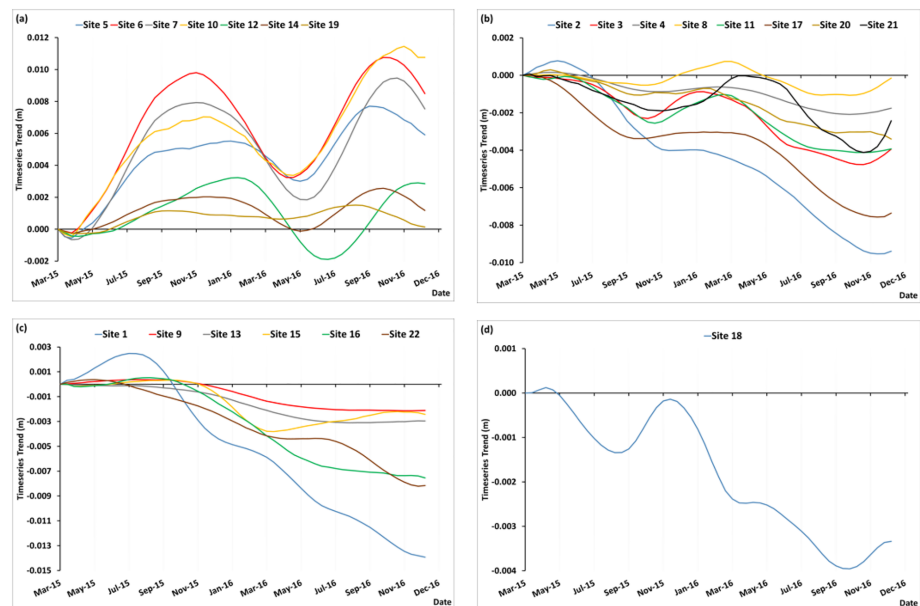 (a)
Site 5 Site 6 Site 7 Site 10 Site 12 Site 14 Site 19
Timeseries Trend (m)
0.012
0.010
0.008
0.006
0.004
0.002
0.000
-0.002
Mar-15 May-15 Jul-15 Sep-15 Nov-15 Jan-16 Mar-16 May-16 Jul-16 Sep-16 Nov-16 Dec-16
Date
(b)
Site 2 Site 3 Site 4 Site 8 Site 11 Site 17 Site 20 Site 21
Timeseries Trend (m)
0.002
0.000
-0.002
-0.004
-0.006
-0.008
-0.010
Mar-15 May-15 Jul-15 Sep-15 Nov-15 Jan-16 Mar-16 May-16 Jul-16 Sep-16 Nov-16 Dec-16
Date
(c)
Site 1 Site 9 Site 13 Site 15 Site 16 Site 22
Timeseries Trend (m)
0.003
0.001
-0.001
-0.003
-0.005
-0.007
-0.009
-0.011
-0.013
-0.015
Mar-15 May-15 Jul-15 Sep-15 Nov-15 Jan-16 Mar-16 May-16 Jul-16 Sep-16 Nov-16 Dec-16
Date
(d)
Site 18
Timeseries Trend (m)
0.001
0.000
-0.001
-0.002
-0.003
-0.004
Mar-15 May-15 Jul-15 Sep-15 Nov-15 Jan-16 Mar-16 May-16 Jul-16 Sep-16 Nov-16 Dec-16
Date